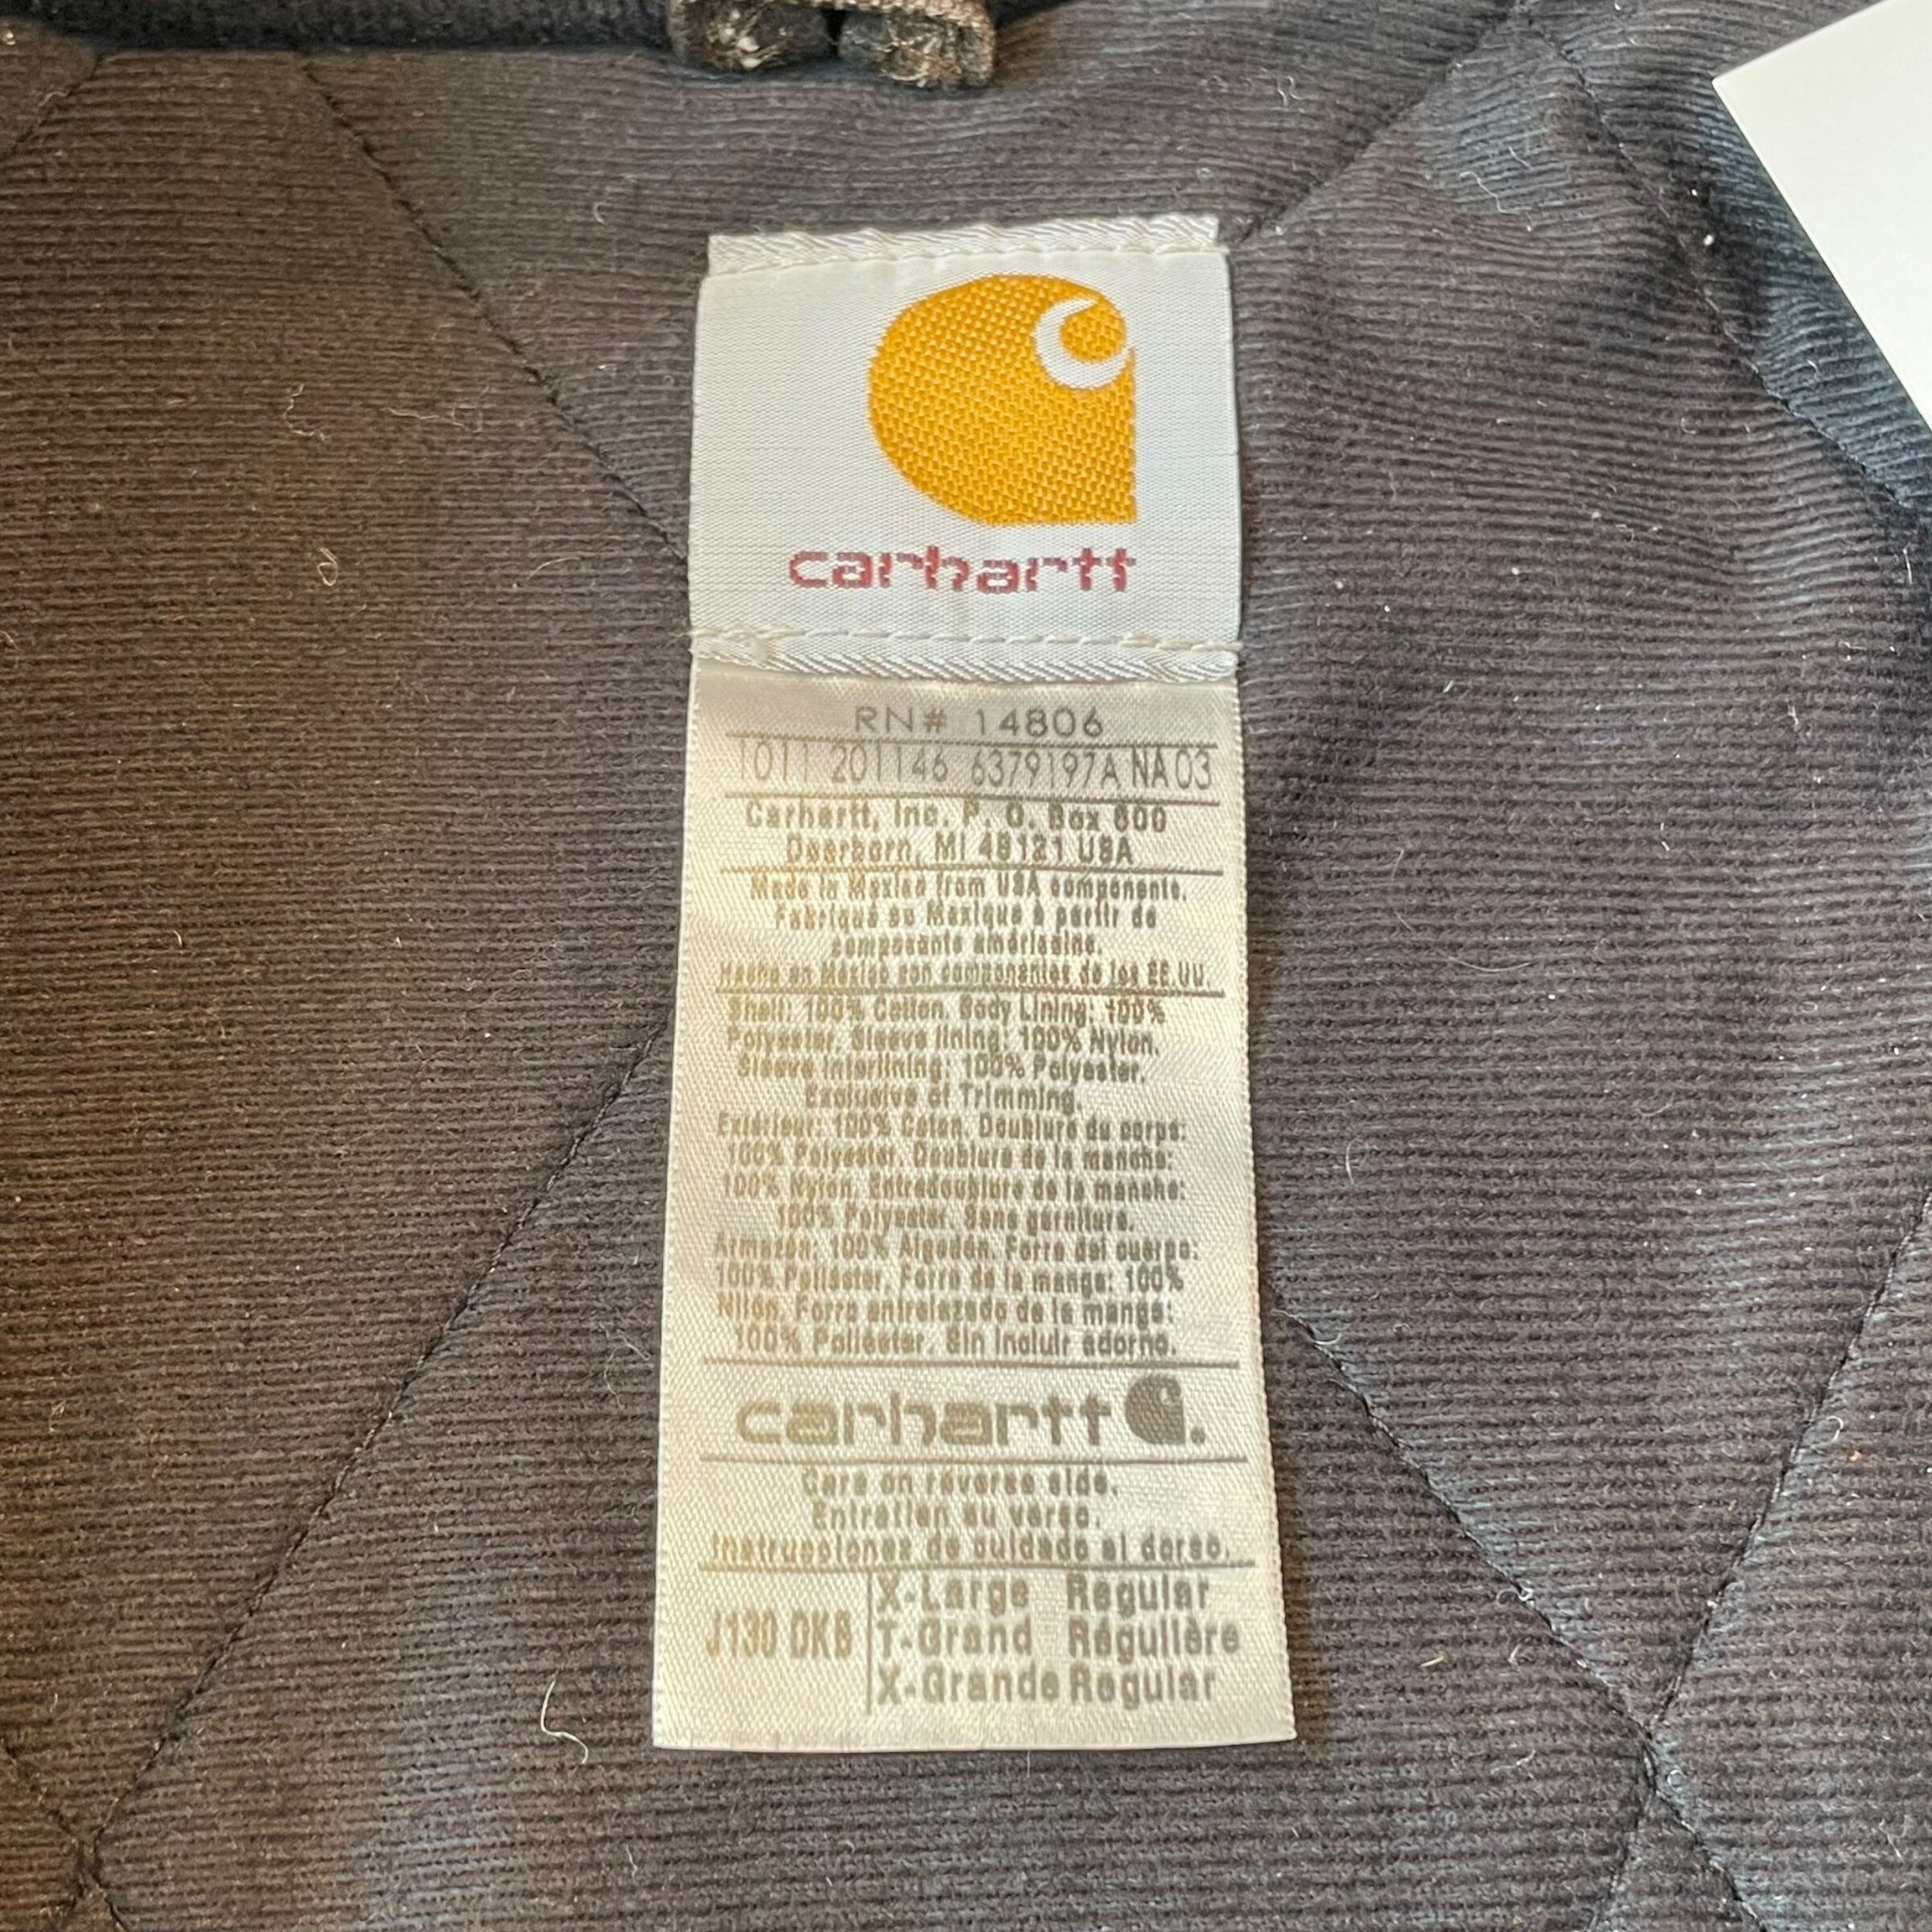 carhartt
RN# 14806
1011 201146 6379197A NA 03
Carhartt, Inc. P. O. Box 600
Dearborn, MI 48121 USA
Made in Mexico from USA components.
Fabriqué au Mexique à partir de
composants américains.
Hecho en México con componentes de los EE.UU.
Shell: 100% Cotton. Body Lining: 100%
Polyester. Sleeve lining: 100% Nylon.
Sleeve Interlining: 100% Polyester.
Exclusive of Trimming.
Extérieur: 100% Coton. Doublure du corps:
100% Polyester. Doublure de la manche:
100% Nylon. Entredoublure de la manche:
100% Polyester. Sans garniture.
Armazón: 100% Algodón. Forro del cuerpo:
100% Poliéster. Forro de la manga: 100%
Nilón. Forro entrelazado de la manga:
100% Poliéster. Sin incluir adorno.
carhartt
Care on reverse side.
Entretien au verso.
Instrucciones de cuidado al dorso.
J130 DKB
X-Large Regular
T-Grand Régulière
X-Grande Regular